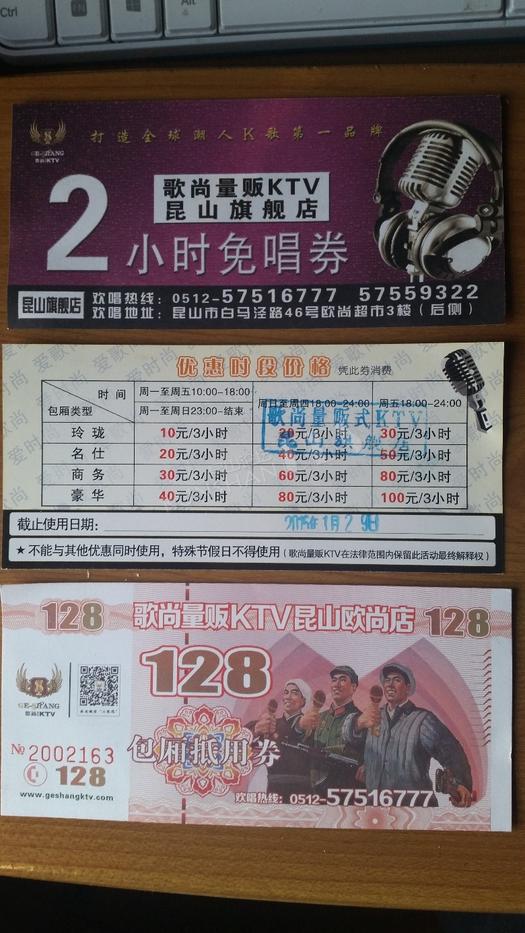 Ctrl
Alt
GE-SHANG
歌尚KTV
打造全球潮人K歌第一品牌
歌尚量贩KTV
昆山旗舰店
2小时免唱券
昆山旗舰店
欢唱热线：0512-57516777 57559322
欢唱地址：昆山市白马泾路46号欧尚超市3楼（后侧）
优惠时段价格 凭此券消费
时间 周一至周五10:00-18:00 周日至周四18:00-24:00 周五18:00-24:00
包厢类型 周一至周日23:00-结束
歌尚量贩式KTV
昆山旗舰店
玲珑 10元/3小时 20元/3小时 30元/3小时
名仕 20元/3小时 40元/3小时 50元/3小时
商务 30元/3小时 60元/3小时 80元/3小时
豪华 40元/3小时 80元/3小时 100元/3小时
截止使用日期：
★不能与其他优惠同时使用，特殊节假日不得使用（歌尚量贩KTV在法律范围内保留此活动最终解释权）
128 歌尚量贩KTV昆山欧尚店 128
128
GE-SHANG
歌尚KTV
№2002163
128
包厢抵用券
www.geshangktv.com
欢唱热线：0512-57516777